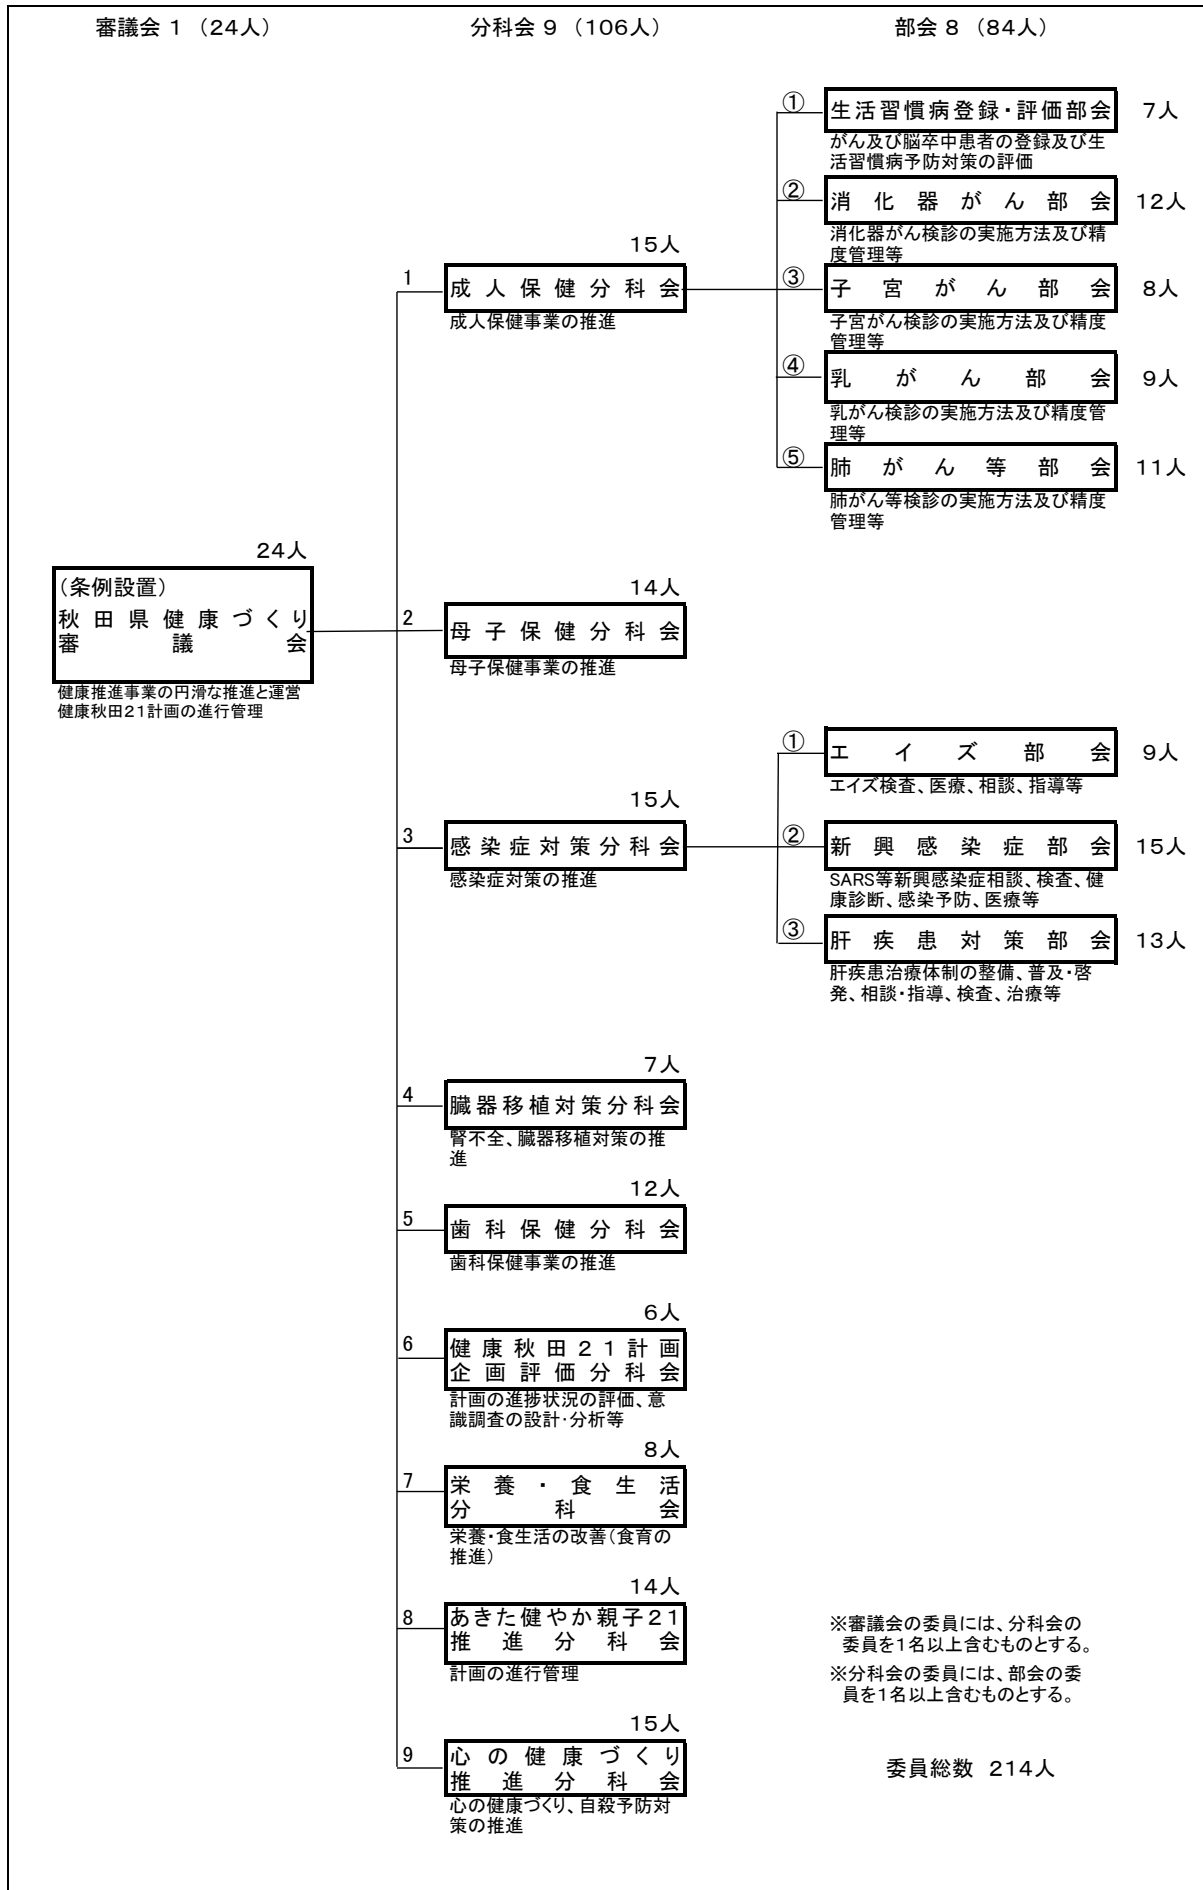 審議会 1 (24人)
分科会 9 (106人)
部会 8 (84人)
24人
(条例設置)
秋田県健康づくり
審議会
健康推進事業の円滑な推進と運営
健康秋田21計画の進行管理
1
15人
成人保健分科会
成人保健事業の推進
①
生活習慣病登録・評価部会 7人
がん及び脳卒中患者の登録及び生
活習慣病予防対策の評価
②
消化器がん部会 12人
消化器がん検診の実施方法及び精
度管理等
③
子宮がん部会 8人
子宮がん検診の実施方法及び精度
管理等
④
乳がん部会 9人
乳がん検診の実施方法及び精度管
理等
⑤
肺がん等部会 11人
肺がん等検診の実施方法及び精度
管理等
2
14人
母子保健分科会
母子保健事業の推進
3
15人
感染症対策分科会
感染症対策の推進
①
エイズ部会 9人
エイズ検査、医療、相談、指導等
②
新興感染症部会 15人
SARS等新興感染症相談、検査、健
康診断、感染予防、医療等
③
肝疾患対策部会 13人
肝疾患治療体制の整備、普及・啓
発、相談・指導、検査、治療等
4
7人
臓器移植対策分科会
腎不全、臓器移植対策の推
進
5
12人
歯科保健分科会
歯科保健事業の推進
6
6人
健康秋田21計画
企画評価分科会
計画の進捗状況の評価、意
識調査の設計・分析等
7
8人
栄養・食生活
分科会
栄養・食生活の改善(食育の
推進)
8
14人
あきた健やか親子21
推進分科会
計画の進行管理
9
15人
心の健康づくり
推進分科会
心の健康づくり、自殺予防対
策の推進
※審議会の委員には、分科会の
委員を1名以上含むものとする。
※分科会の委員には、部会の委
員を1名以上含むものとする。
委員総数 214人